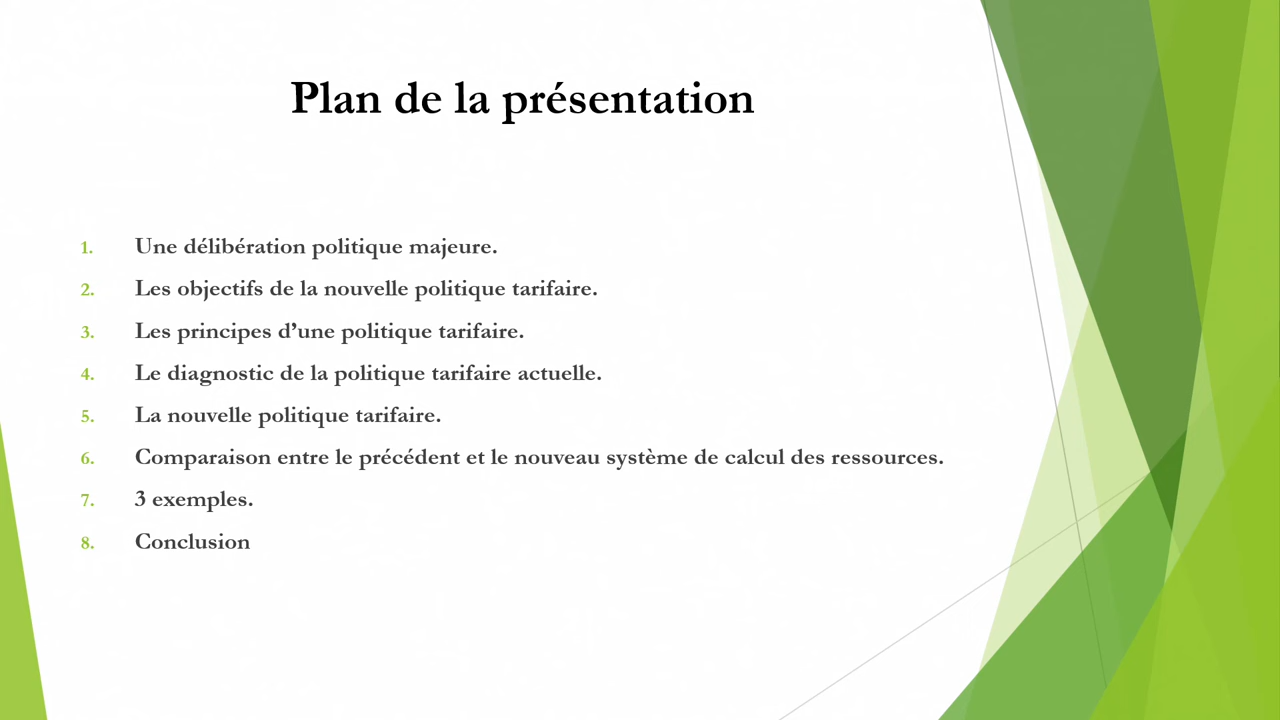 Plan de la présentation
1. Une délibération politique majeure.
2. Les objectifs de la nouvelle politique tarifaire.
3. Les principes d’une politique tarifaire.
4. Le diagnostic de la politique tarifaire actuelle.
5. La nouvelle politique tarifaire.
6. Comparaison entre le précédent et le nouveau système de calcul des ressources.
7. 3 exemples.
8. Conclusion